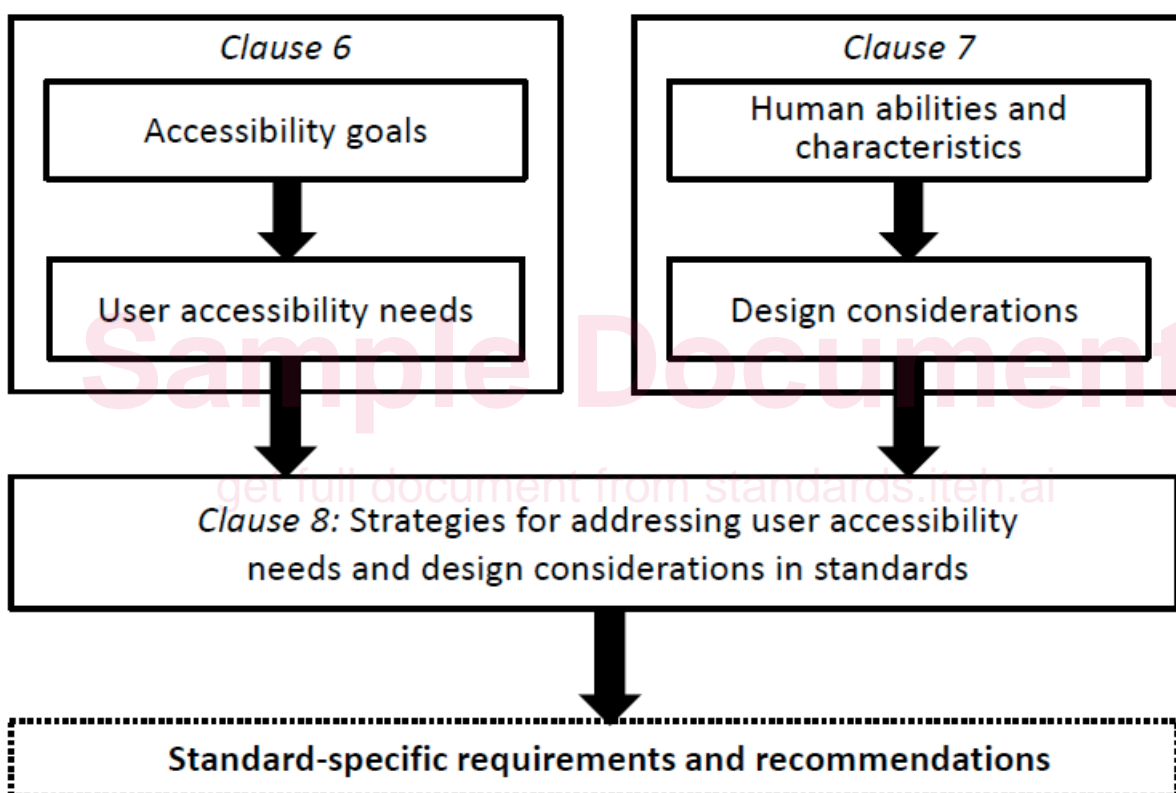 Clause 6
Accessibility goals
User accessibility needs
Clause 7
Human abilities and
characteristics
Design considerations
Sample Document
get full document from standards.iteh.ai
Clause 8: Strategies for addressing user accessibility
needs and design considerations in standards
Standard-specific requirements and recommendations